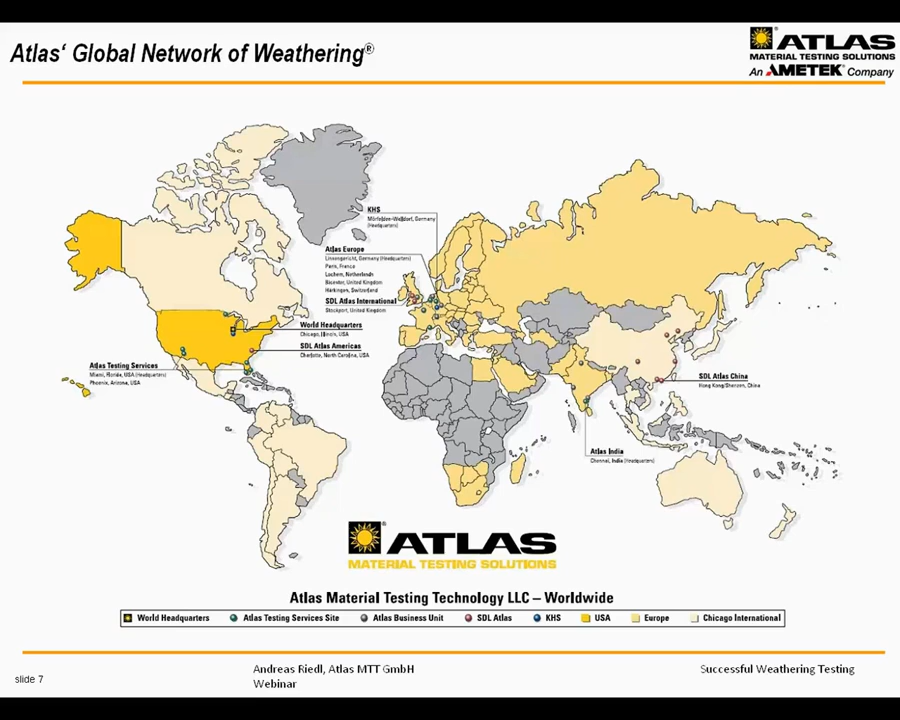 Atlas‘ Global Network of Weathering®
ATLAS®
MATERIAL TESTING SOLUTIONS
An AMETEK® Company
KHS
Mörfelden-Walldorf, Germany
(Headquarters)
Atlas Europe
Linsengericht, Germany (Headquarters)
Paris, France
Lochem, Netherlands
Bicester, United Kingdom
SDL Atlas International
Stockport, United Kingdom
World Headquarters
Chicago, Illinois, USA
SDL Atlas Americas
Charlotte, North Carolina, USA
Atlas Testing Services
Miami, Florida, USA (Headquarters)
Phoenix, Arizona, USA
SDL Atlas China
Hong Kong/Shenzen, China
Atlas India
Chennai, India (Headquarters)
ATLAS®
MATERIAL TESTING SOLUTIONS
Atlas Material Testing Technology LLC – Worldwide
World Headquarters Atlas Testing Services Site Atlas Business Unit SDL Atlas KHS USA Europe Chicago International
slide 7
Andreas Riedl, Atlas MTT GmbH
Webinar
Successful Weathering Testing